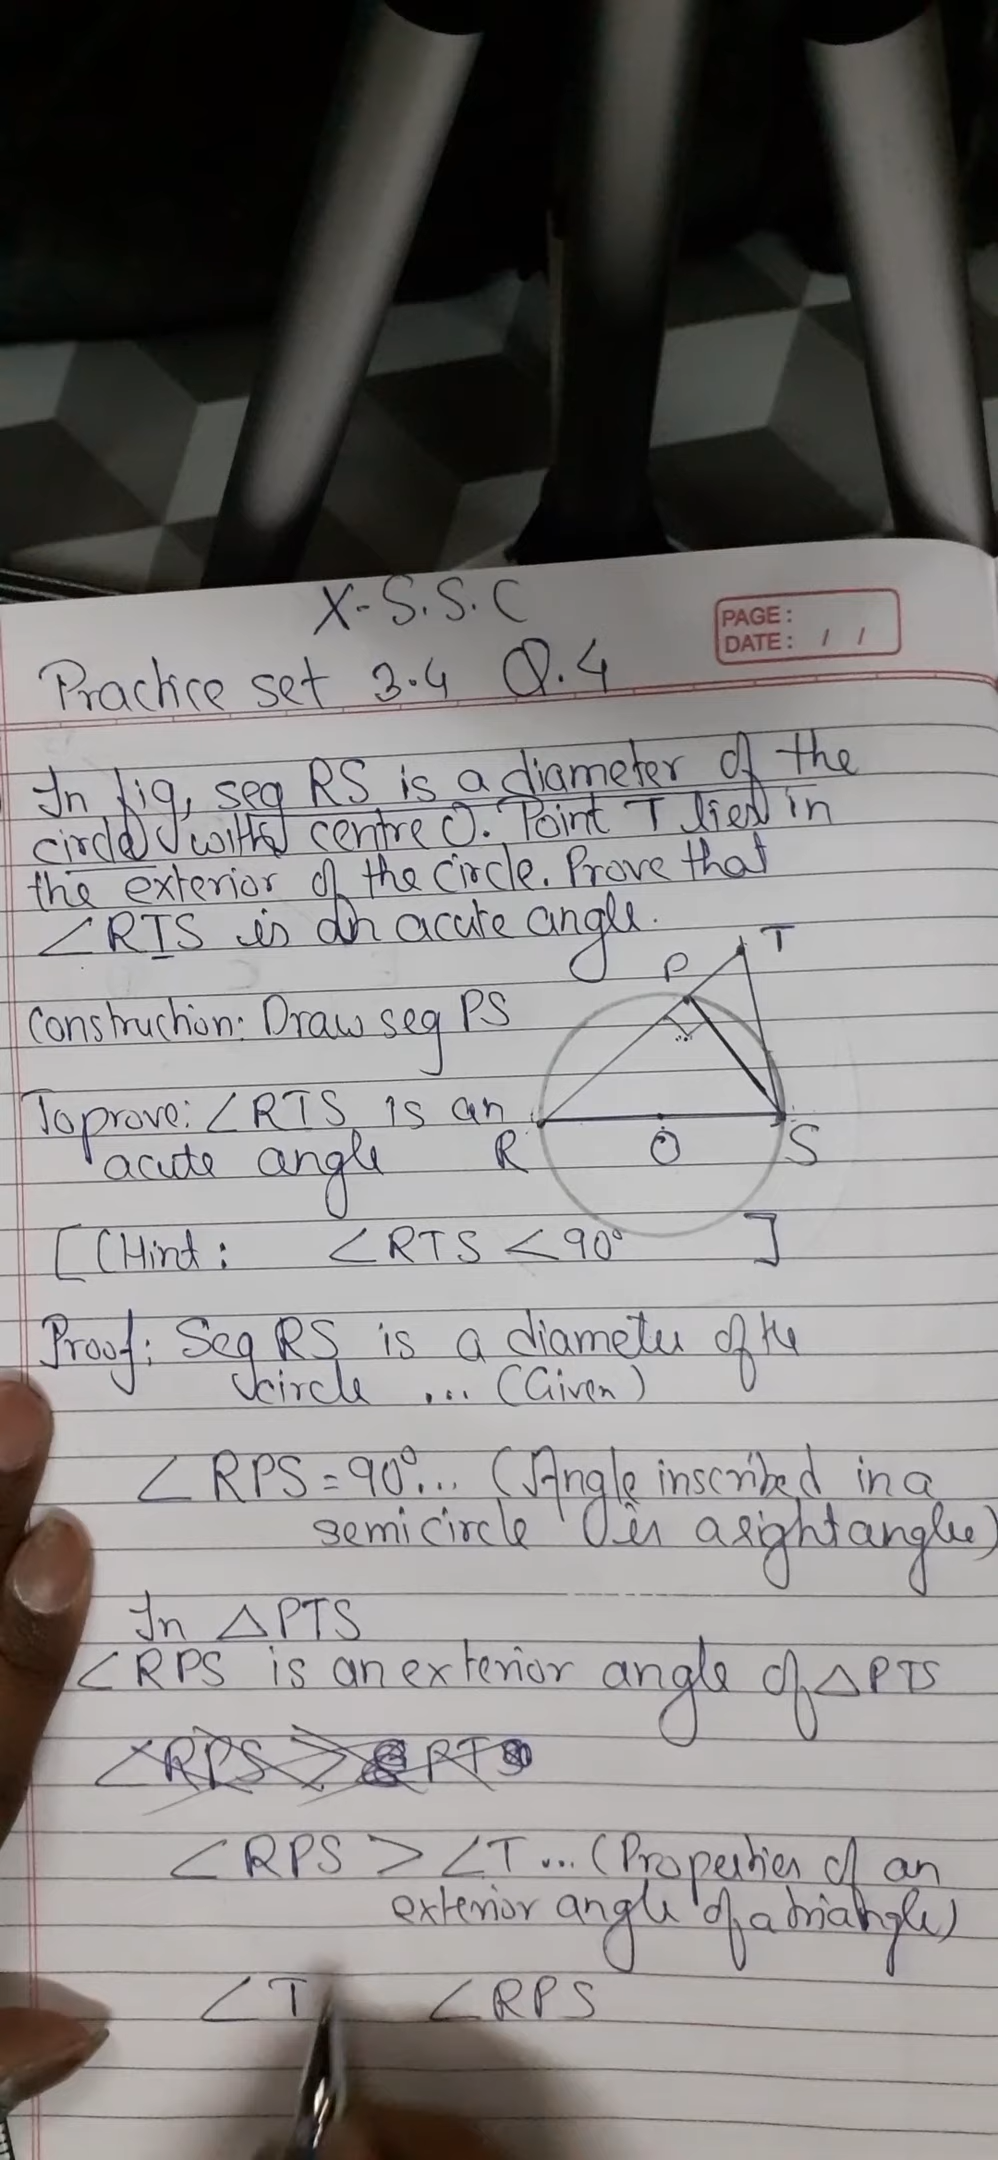 X-S.S.C
PAGE:
DATE: / /
Practice set 3.4 Q.4
In fig, seg RS is a diameter of the
circle with centre O. Point T lies in
the exterior of the circle. Prove that
∠RTS is an acute angle.
T
P
Construction: Draw seg PS
To prove: ∠RTS is an
acute angle
R
O
S
[(Hint: ∠RTS < 90° ]
Proof: Seg RS is a diameter of the
circle ... (Given)
∠RPS = 90°... (Angle inscribed in a
semicircle is a right angle)
In △PTS
∠RPS is an exterior angle of △PTS
∠RPS > ∠T ... (Properties of an
exterior angle of a triangle)
∠T ∠RPS